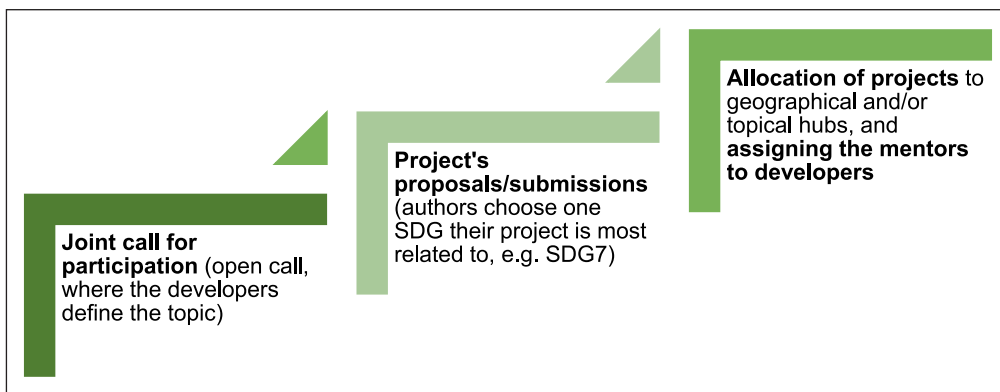 Joint call for
participation (open call,
where the developers
define the topic)
Project's
proposals/submissions
(authors choose one
SDG their project is most
related to, e.g. SDG7)
Allocation of projects to
geographical and/or
topical hubs, and
assigning the mentors
to developers